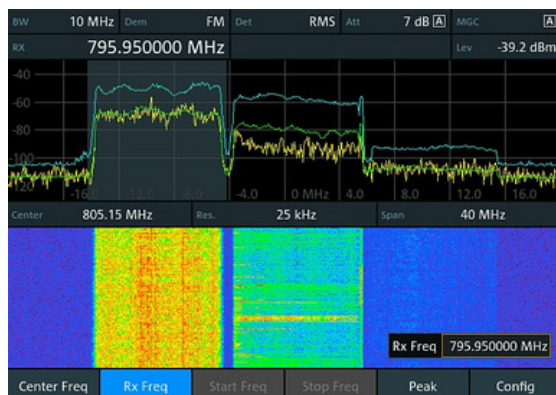 BW 10 MHz Dem FM Det RMS Att 7 dB A MGC A
RX 795.950000 MHz Lev -39.2 dBm
-40
-60
-80
-100
-120 -16.0 -12.0 -8.0 -4.0 0 MHz 4.0 8.0 12.0 16.0
Center 805.15 MHz Res. 25 kHz Span 40 MHz
Rx Freq 795.950000 MHz
Center Freq Rx Freq Start Freq Stop Freq Peak Config